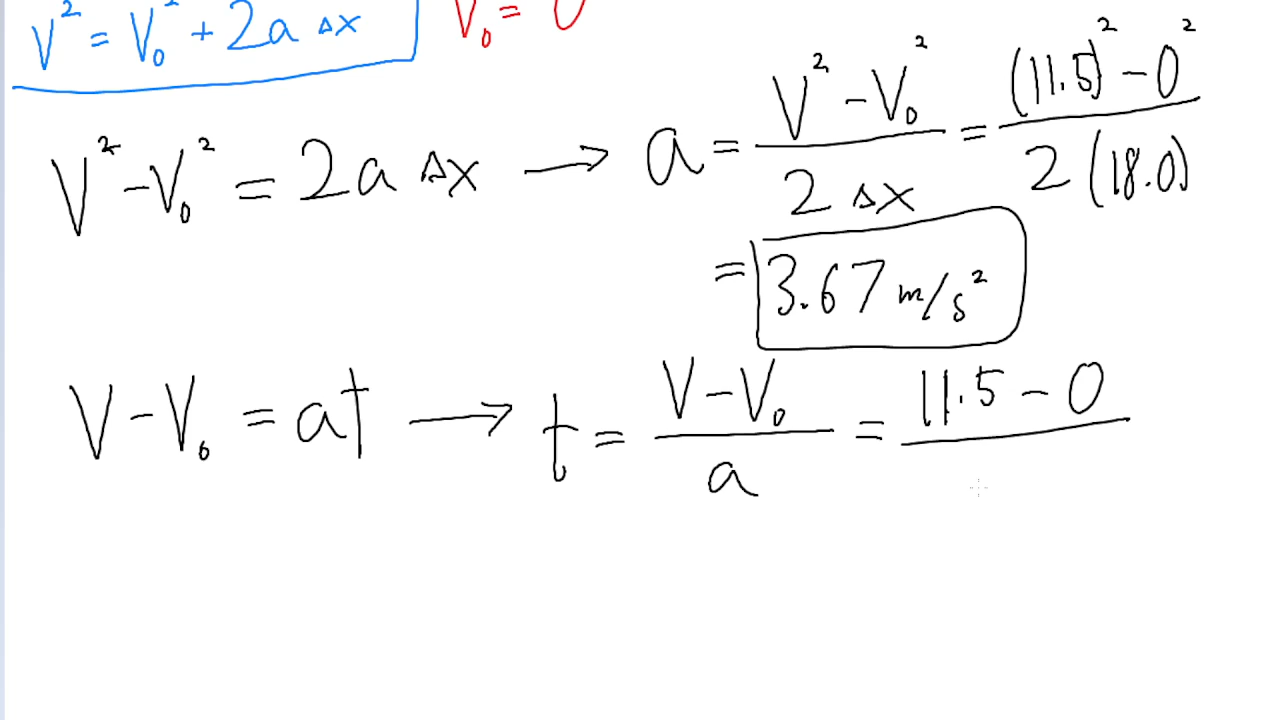 V² = V₀² + 2a Δx
V₀ = 0
V² - V₀² = 2a Δx → a = (V² - V₀²) / (2 Δx) = ((11.5)² - 0²) / (2 (18.0))
= 3.67 m/s²
V - V₀ = at → t = (V - V₀) / a = 11.5 - 0